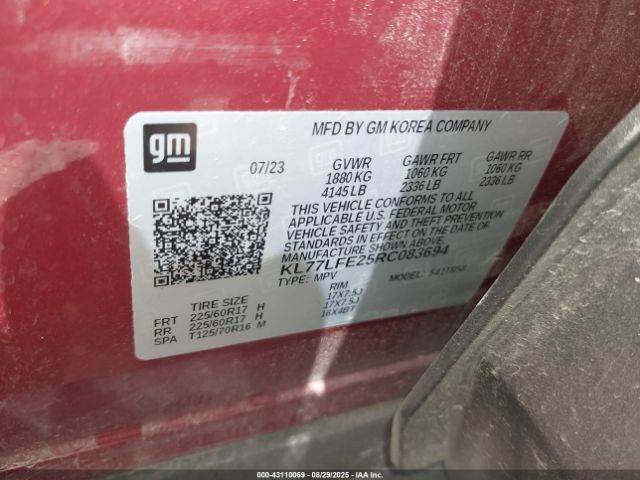 gm
MFD BY GM KOREA COMPANY
07/23 GVWR GAWR FRT GAWR RR
1880 KG 1060 KG 1060 KG
4145 LB 2336 LB 2336 LB
THIS VEHICLE CONFORMS TO ALL
APPLICABLE U.S. FEDERAL MOTOR
VEHICLE SAFETY AND THEFT PREVENTION
STANDARDS IN EFFECT ON THE DATE OF
MANUFACTURE SHOWN ABOVE.
KL77LFE25RC083694
TYPE: MPV MODEL:
TIRE SIZE RIM
FRT 225/60R17 H 17X7.5J
RR 225/60R17 H 17X7.5J
SPA T125/70R16 M 16X4BT
000-43110069 | 08/29/2025 | IAA Inc.